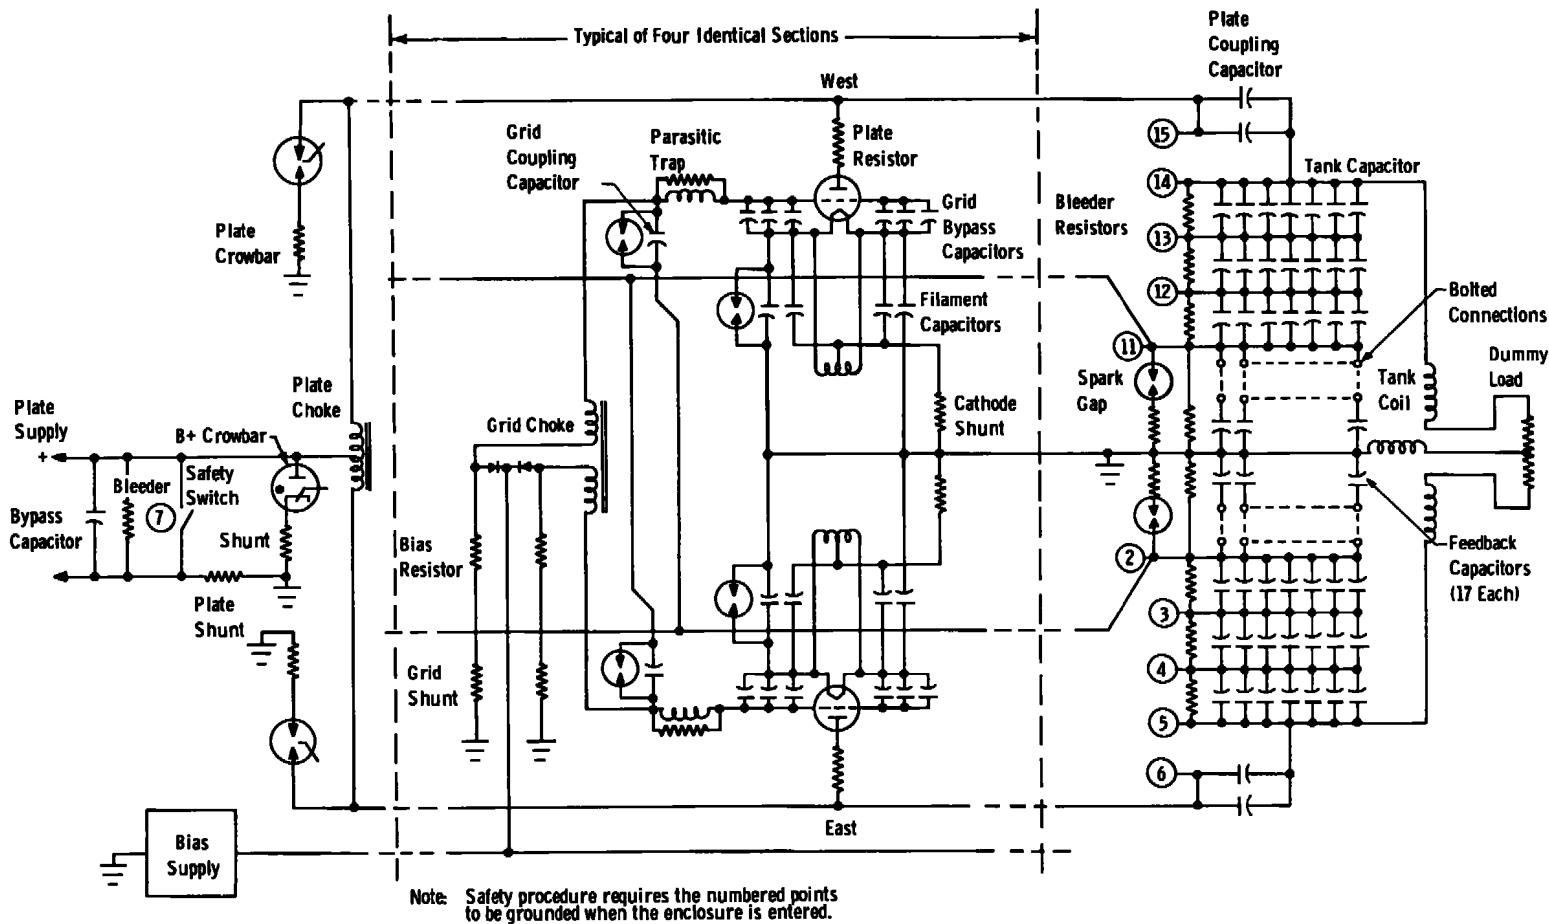 Typical of Four Identical Sections
Plate
Coupling
Capacitor
West
15
Grid
Coupling
Capacitor
Parasitic
Trap
Plate
Resistor
14
Tank Capacitor
Plate
Crowbar
Grid
Bypass
Capacitors
Bleeder
Resistors
13
12
Filament
Capacitors
Bolted
Connections
11
Dummy
Load
Plate
Choke
Spark
Gap
Tank
Coil
Plate
Supply
+
B+ Crowbar
Grid Choke
Cathode
Shunt
Bleeder
7
Safety
Switch
Bypass
Capacitor
Shunt
Bias
Resistor
2
Feedback
Capacitors
(17 Each)
Plate
Shunt
3
Grid
Shunt
4
5
6
East
Bias
Supply
Note: Safety procedure requires the numbered points
to be grounded when the enclosure is entered.